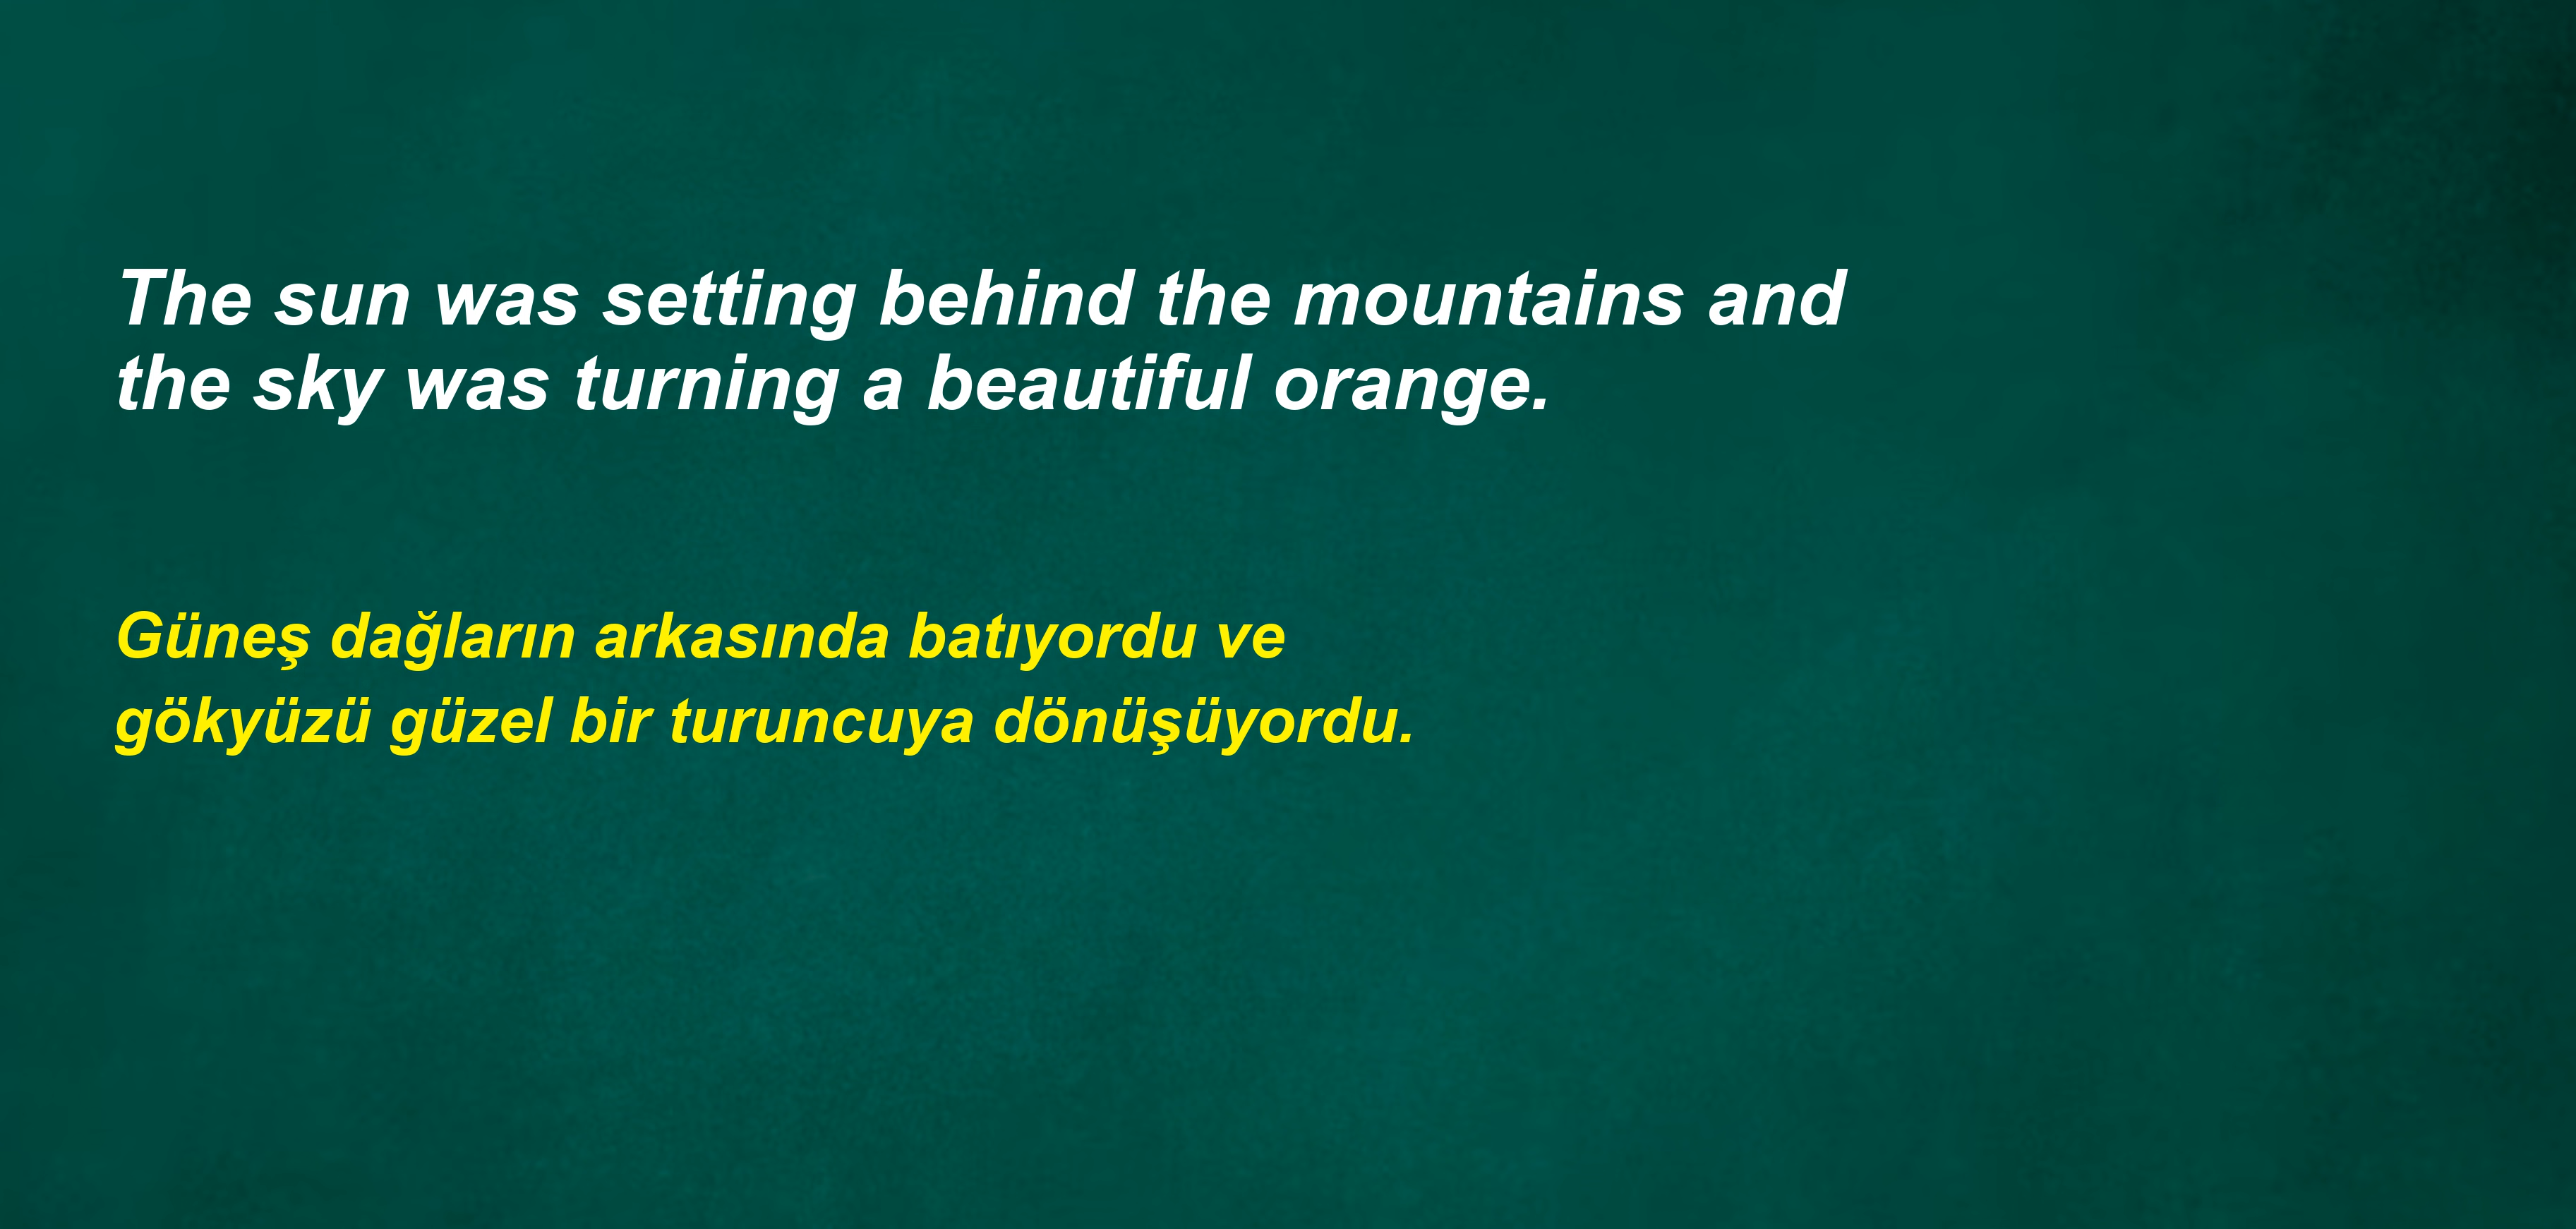 The sun was setting behind the mountains and
the sky was turning a beautiful orange.
Güneş dağların arkasında batıyordu ve
gökyüzü güzel bir turuncuya dönüşüyordu.